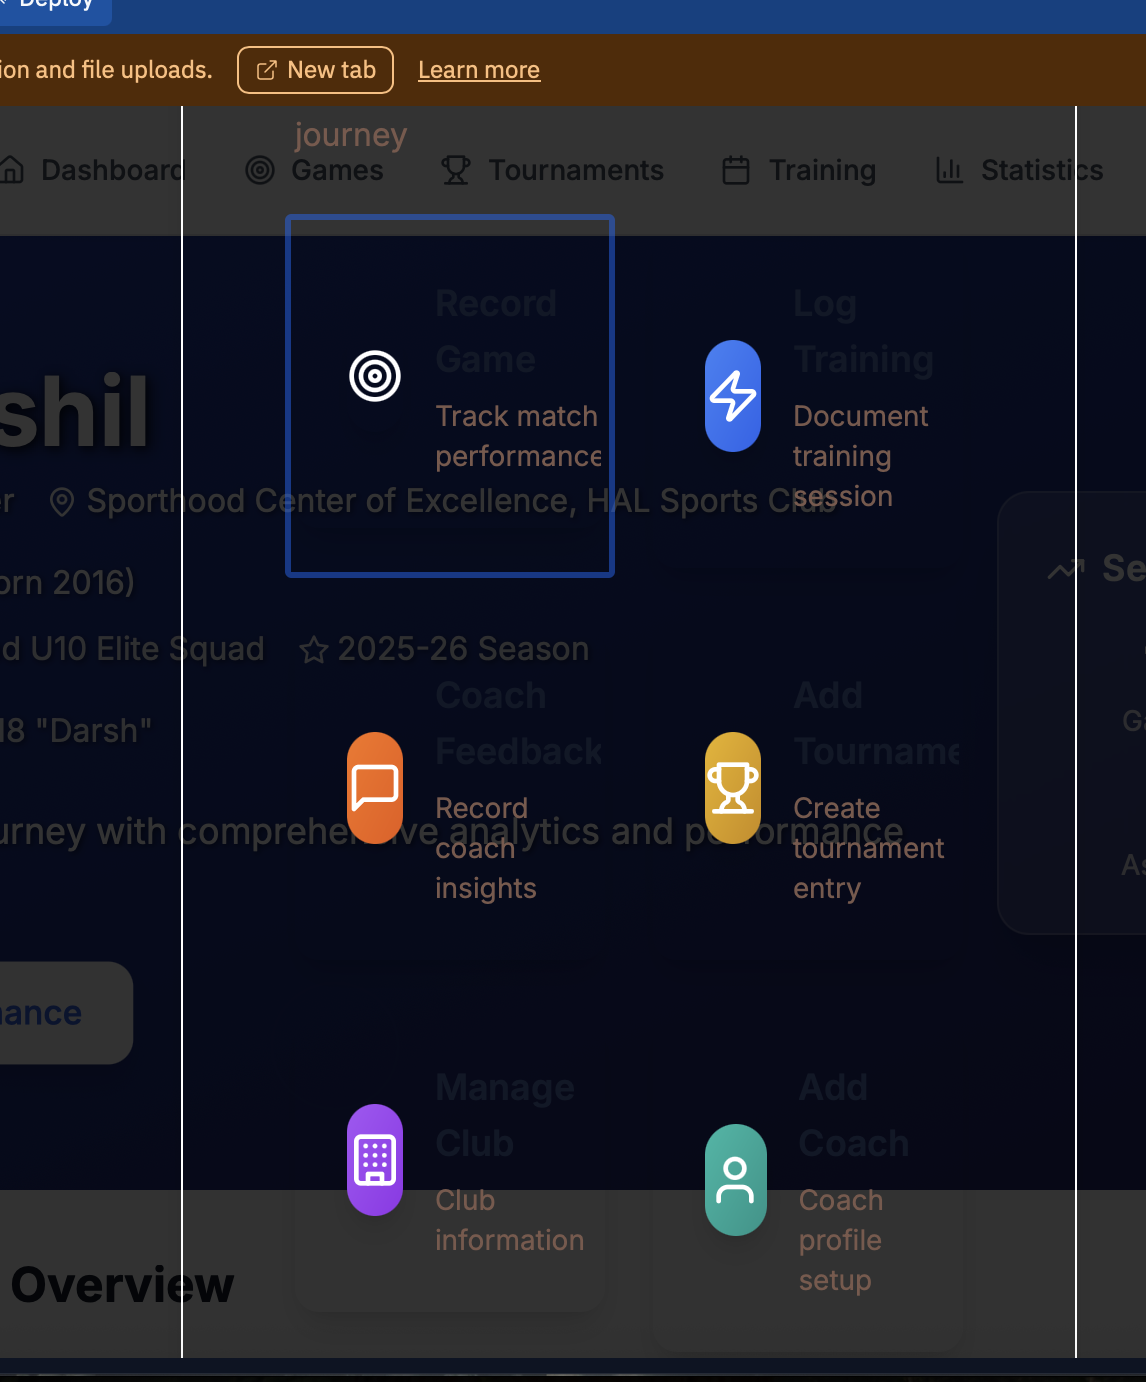 Deploy
ion and file uploads.
New tab
Learn more
journey
Dashboard
Games
Tournaments
Training
Statistics
Record
Game
Track match
performance
Log
Training
Document
training
session
shil
er
Sporthood Center of Excellence, HAL Sports Club
orn 2016)
d U10 Elite Squad
2025-26 Season
18 "Darsh"
Se
Ga
As
Coach
Feedback
Record
coach
insights
Add
Tourname
Create
tournament
entry
urney with comprehensive analytics and performance
ance
Manage
Club
Club
information
Add
Coach
Coach
profile
setup
Overview